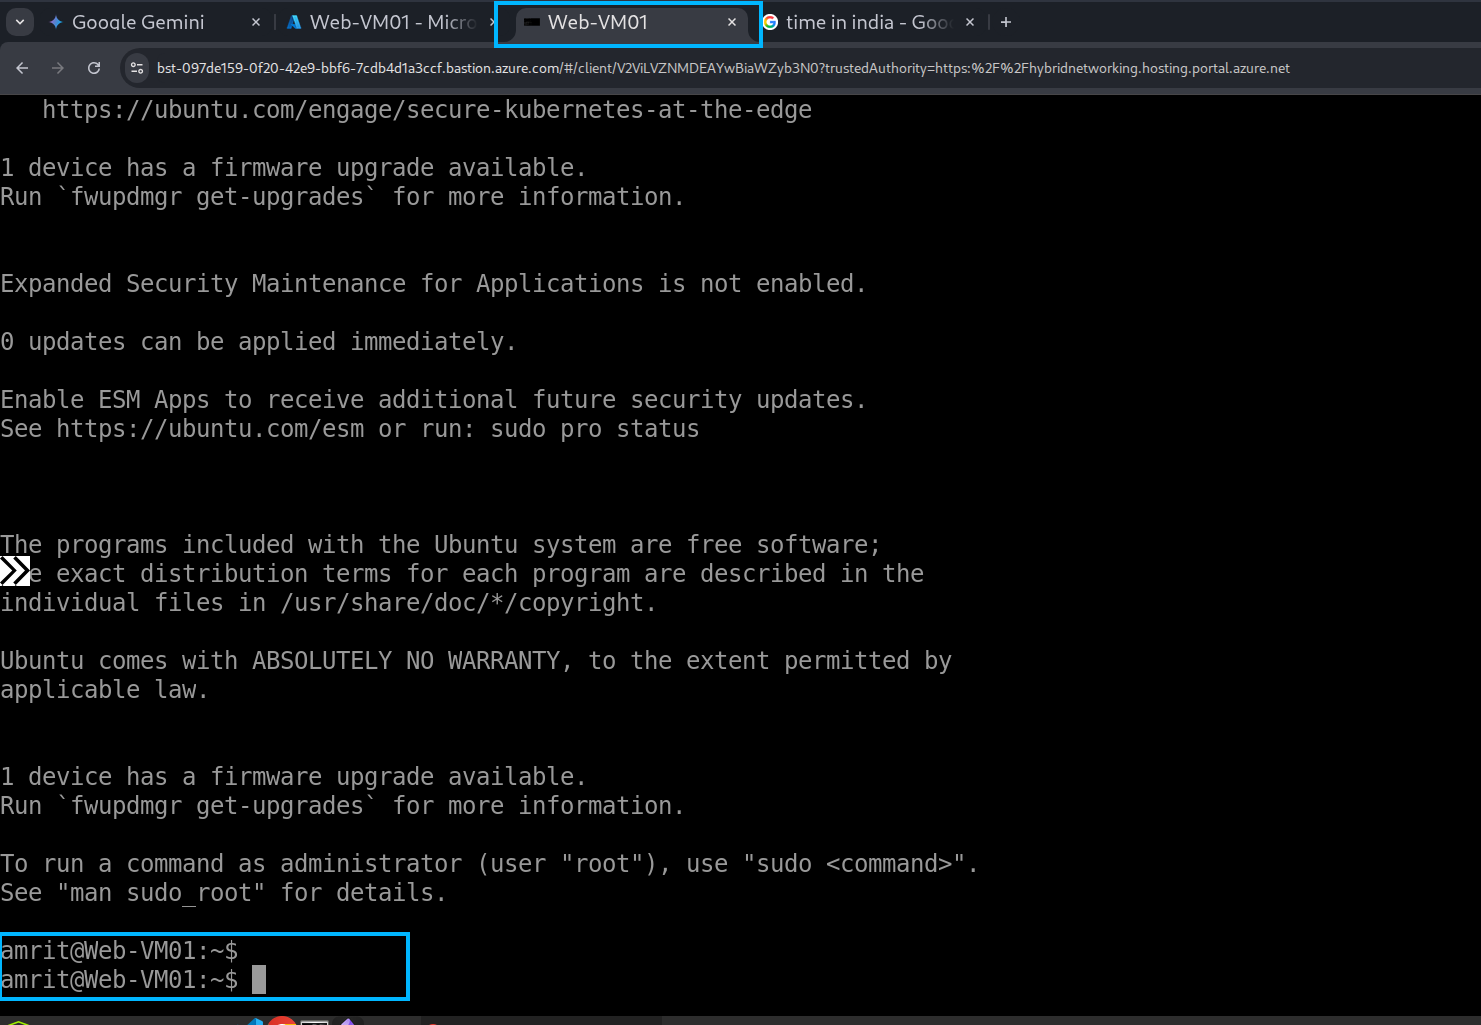 Google Gemini
Web-VM01 - Micro
Web-VM01
time in india - Goo
bst-097de159-0f20-42e9-bbf6-7cdb4d1a3ccf.bastion.azure.com/#/client/V2ViLVZNMDEAYwBiaWZyb3N0?trustedAuthority=https:%2F%2Fhybridnetworking.hosting.portal.azure.net
https://ubuntu.com/engage/secure-kubernetes-at-the-edge
1 device has a firmware upgrade available.
Run `fwupdmgr get-upgrades` for more information.
Expanded Security Maintenance for Applications is not enabled.
0 updates can be applied immediately.
Enable ESM Apps to receive additional future security updates.
See https://ubuntu.com/esm or run: sudo pro status
The programs included with the Ubuntu system are free software;
e exact distribution terms for each program are described in the
individual files in /usr/share/doc/*/copyright.
Ubuntu comes with ABSOLUTELY NO WARRANTY, to the extent permitted by
applicable law.
1 device has a firmware upgrade available.
Run `fwupdmgr get-upgrades` for more information.
To run a command as administrator (user "root"), use "sudo <command>".
See "man sudo_root" for details.
amrit@Web-VM01:~$
amrit@Web-VM01:~$